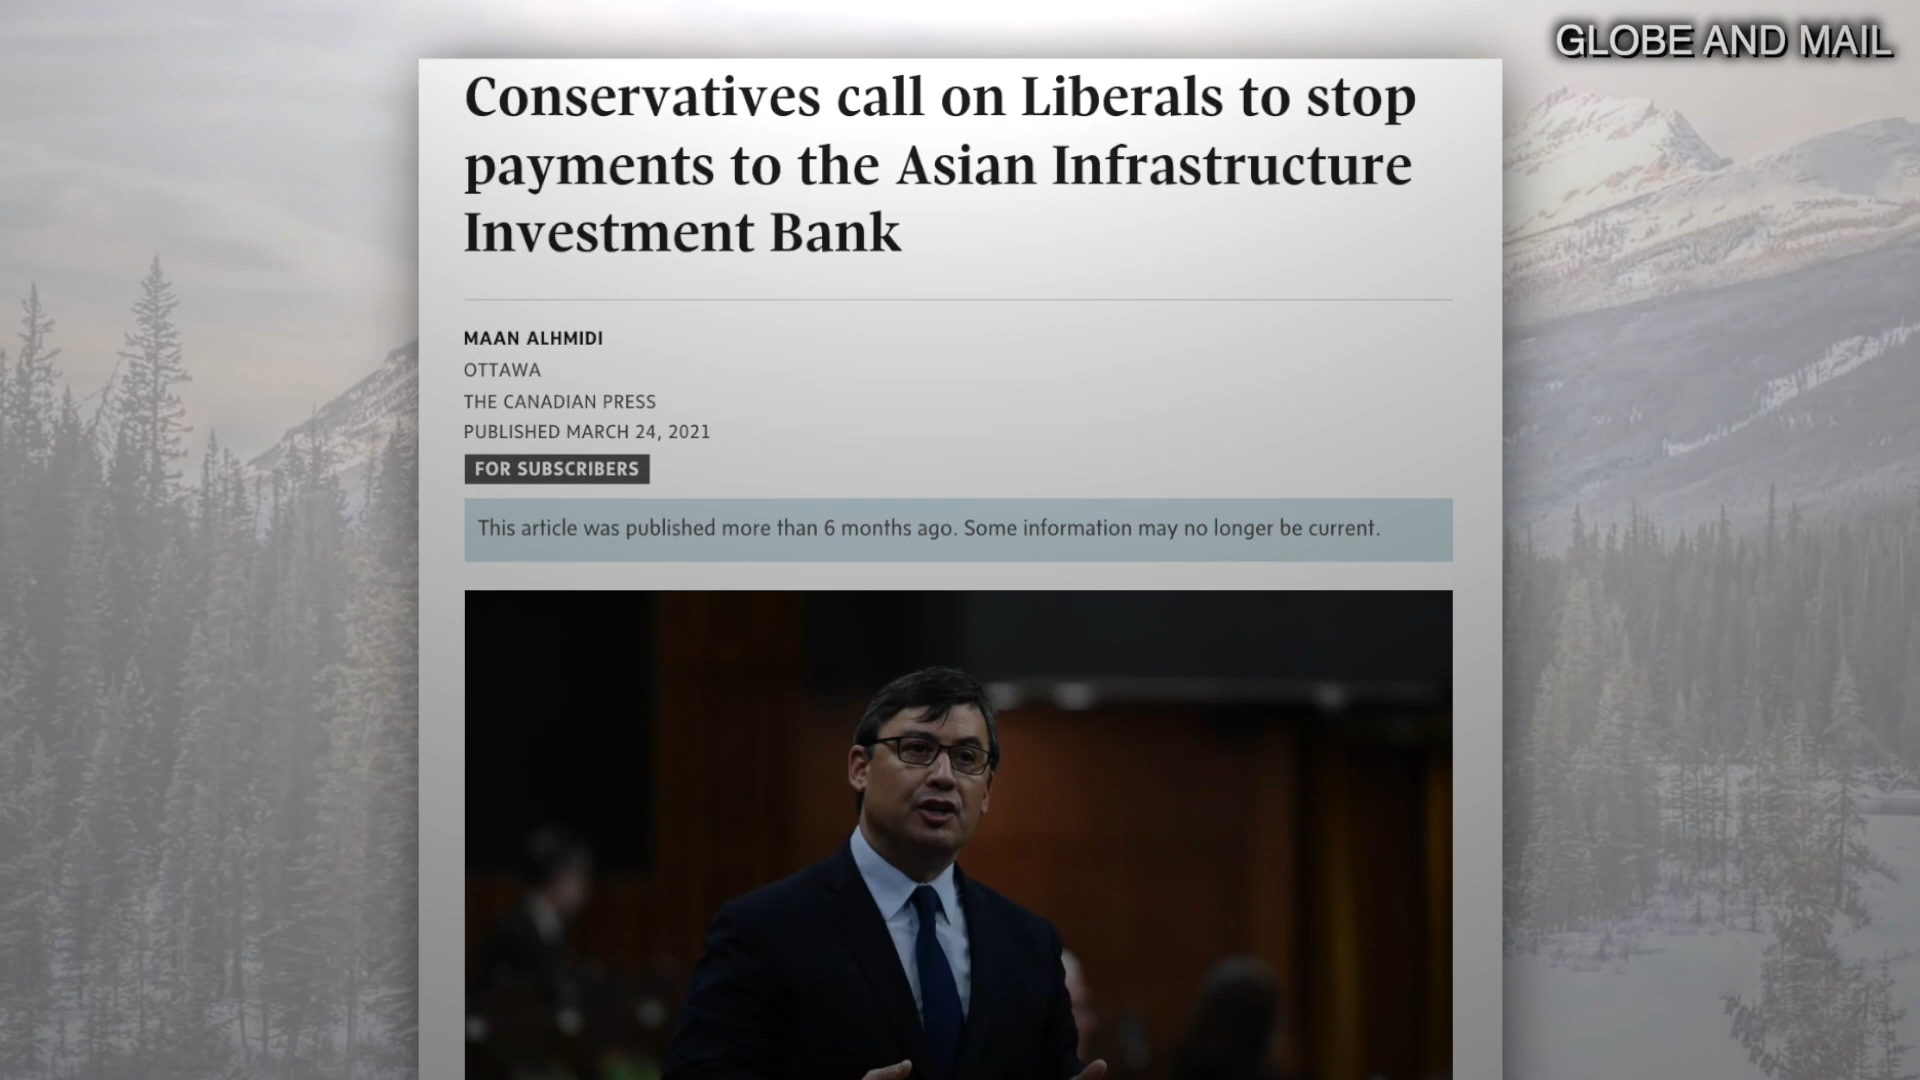 GLOBE AND MAIL
Conservatives call on Liberals to stop
payments to the Asian Infrastructure
Investment Bank
MAAN ALHMIDI
OTTAWA
THE CANADIAN PRESS
PUBLISHED MARCH 24, 2021
FOR SUBSCRIBERS
This article was published more than 6 months ago. Some information may no longer be current.